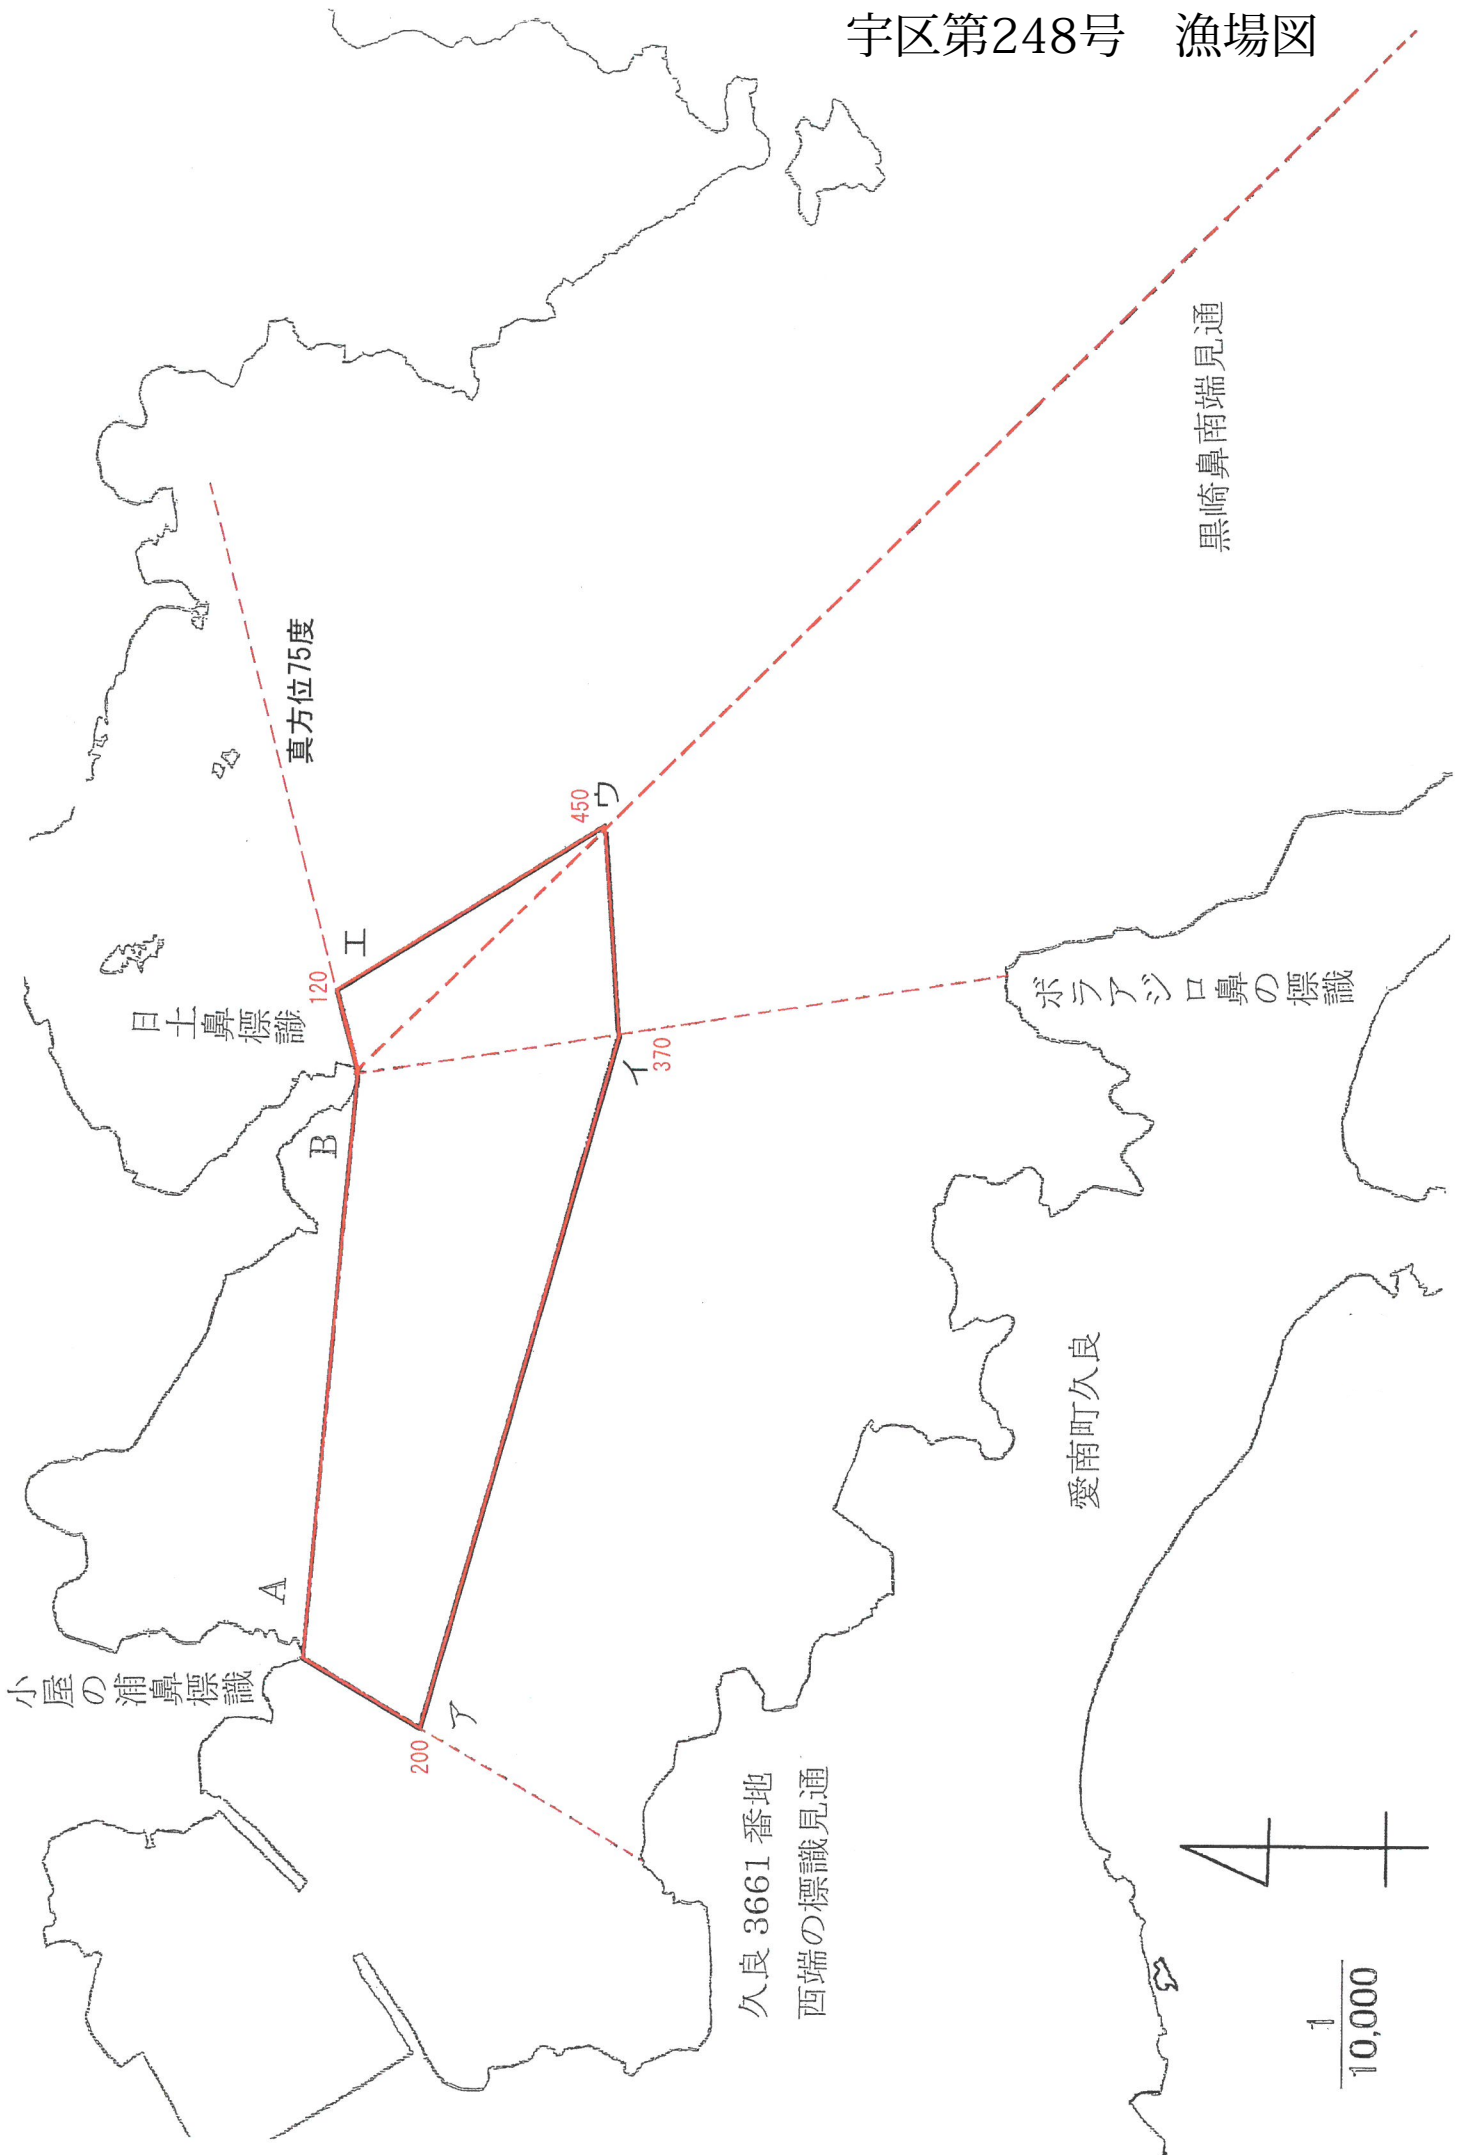 宇区第248号　漁場図
小屋の浦鼻標識
A
200
ア
久良 3661 番地
西端の標識見通
日土鼻標識
B
120
エ
真方位75度
450
ウ
イ
370
ボラアジロ鼻の標識
黒崎鼻南端見通
愛南町久良
1
10,000